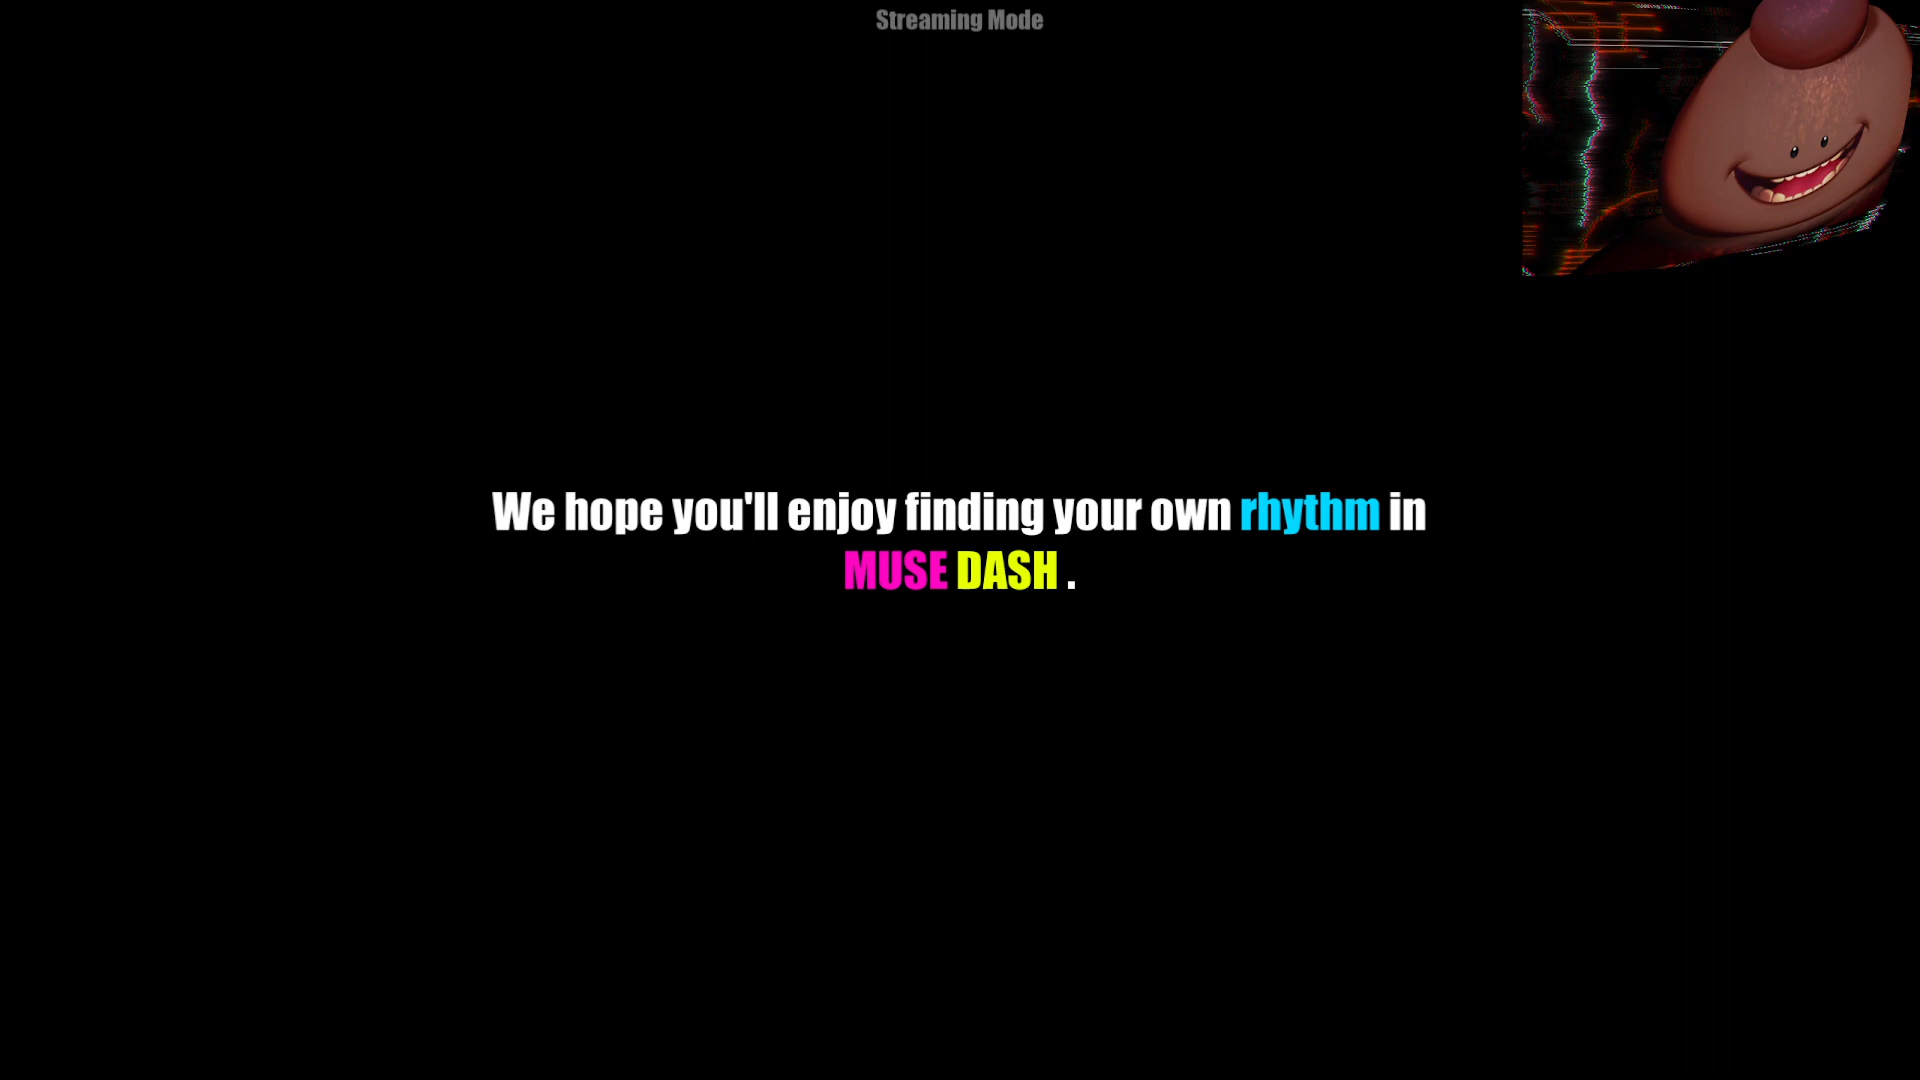 Streaming Mode
We hope you'll enjoy finding your own rhythm in
MUSE DASH .